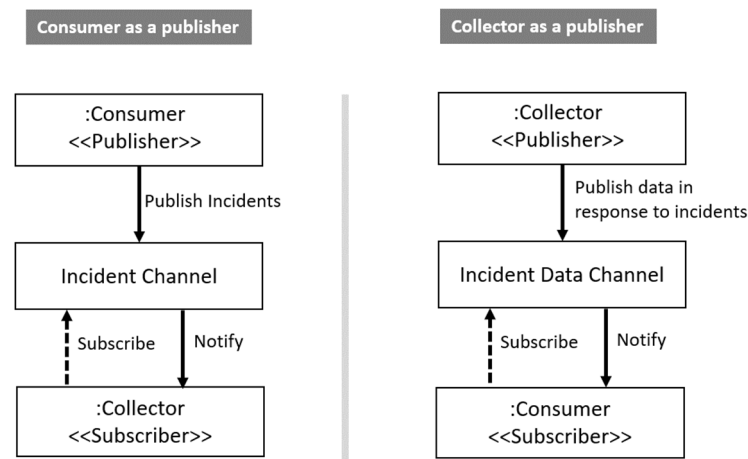 Consumer as a publisher
:Consumer
<<Publisher>>
Publish Incidents
Incident Channel
Subscribe
Notify
:Collector
<<Subscriber>>
Collector as a publisher
:Collector
<<Publisher>>
Publish data in
response to incidents
Incident Data Channel
Subscribe
Notify
:Consumer
<<Subscriber>>